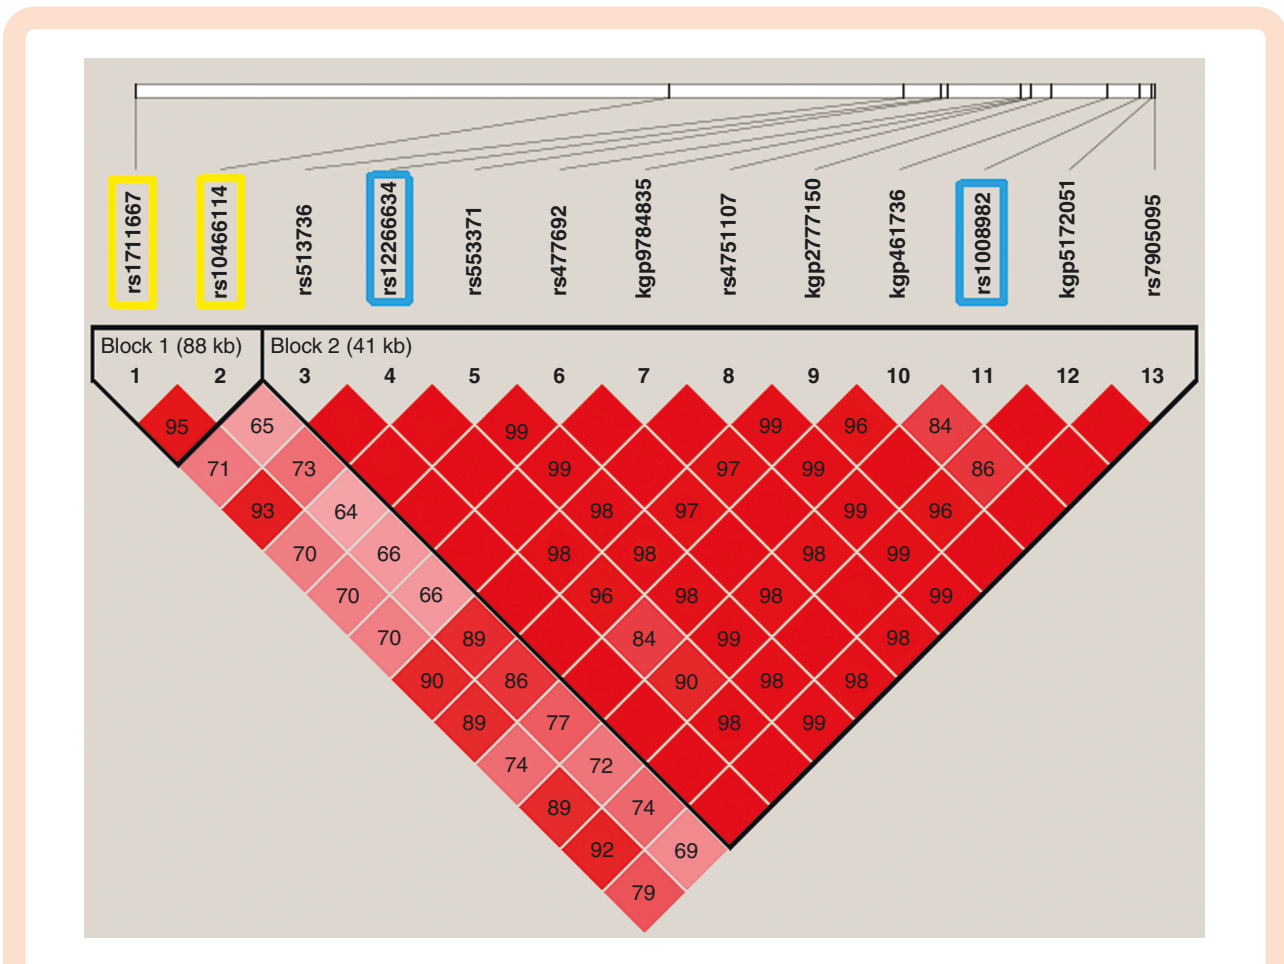 rs1711667 rs10466114 rs513736 rs12266634 rs553371 rs477692 kgp9784835 rs4751107 kgp2777150 kgp461736 rs1008982 kgp5172051 rs7905095
Block 1 (88 kb) Block 2 (41 kb)
1 2 3 4 5 6 7 8 9 10 11 12 13
95 65 99 99 96 84
71 73 99 97 99 86
93 64 98 97 99 96
70 66 98 98 98 99
70 66 96 98 98 99
70 89 84 99 98
90 86 90 98 98
89 77 98 99
74 72
89 74
92 69
79